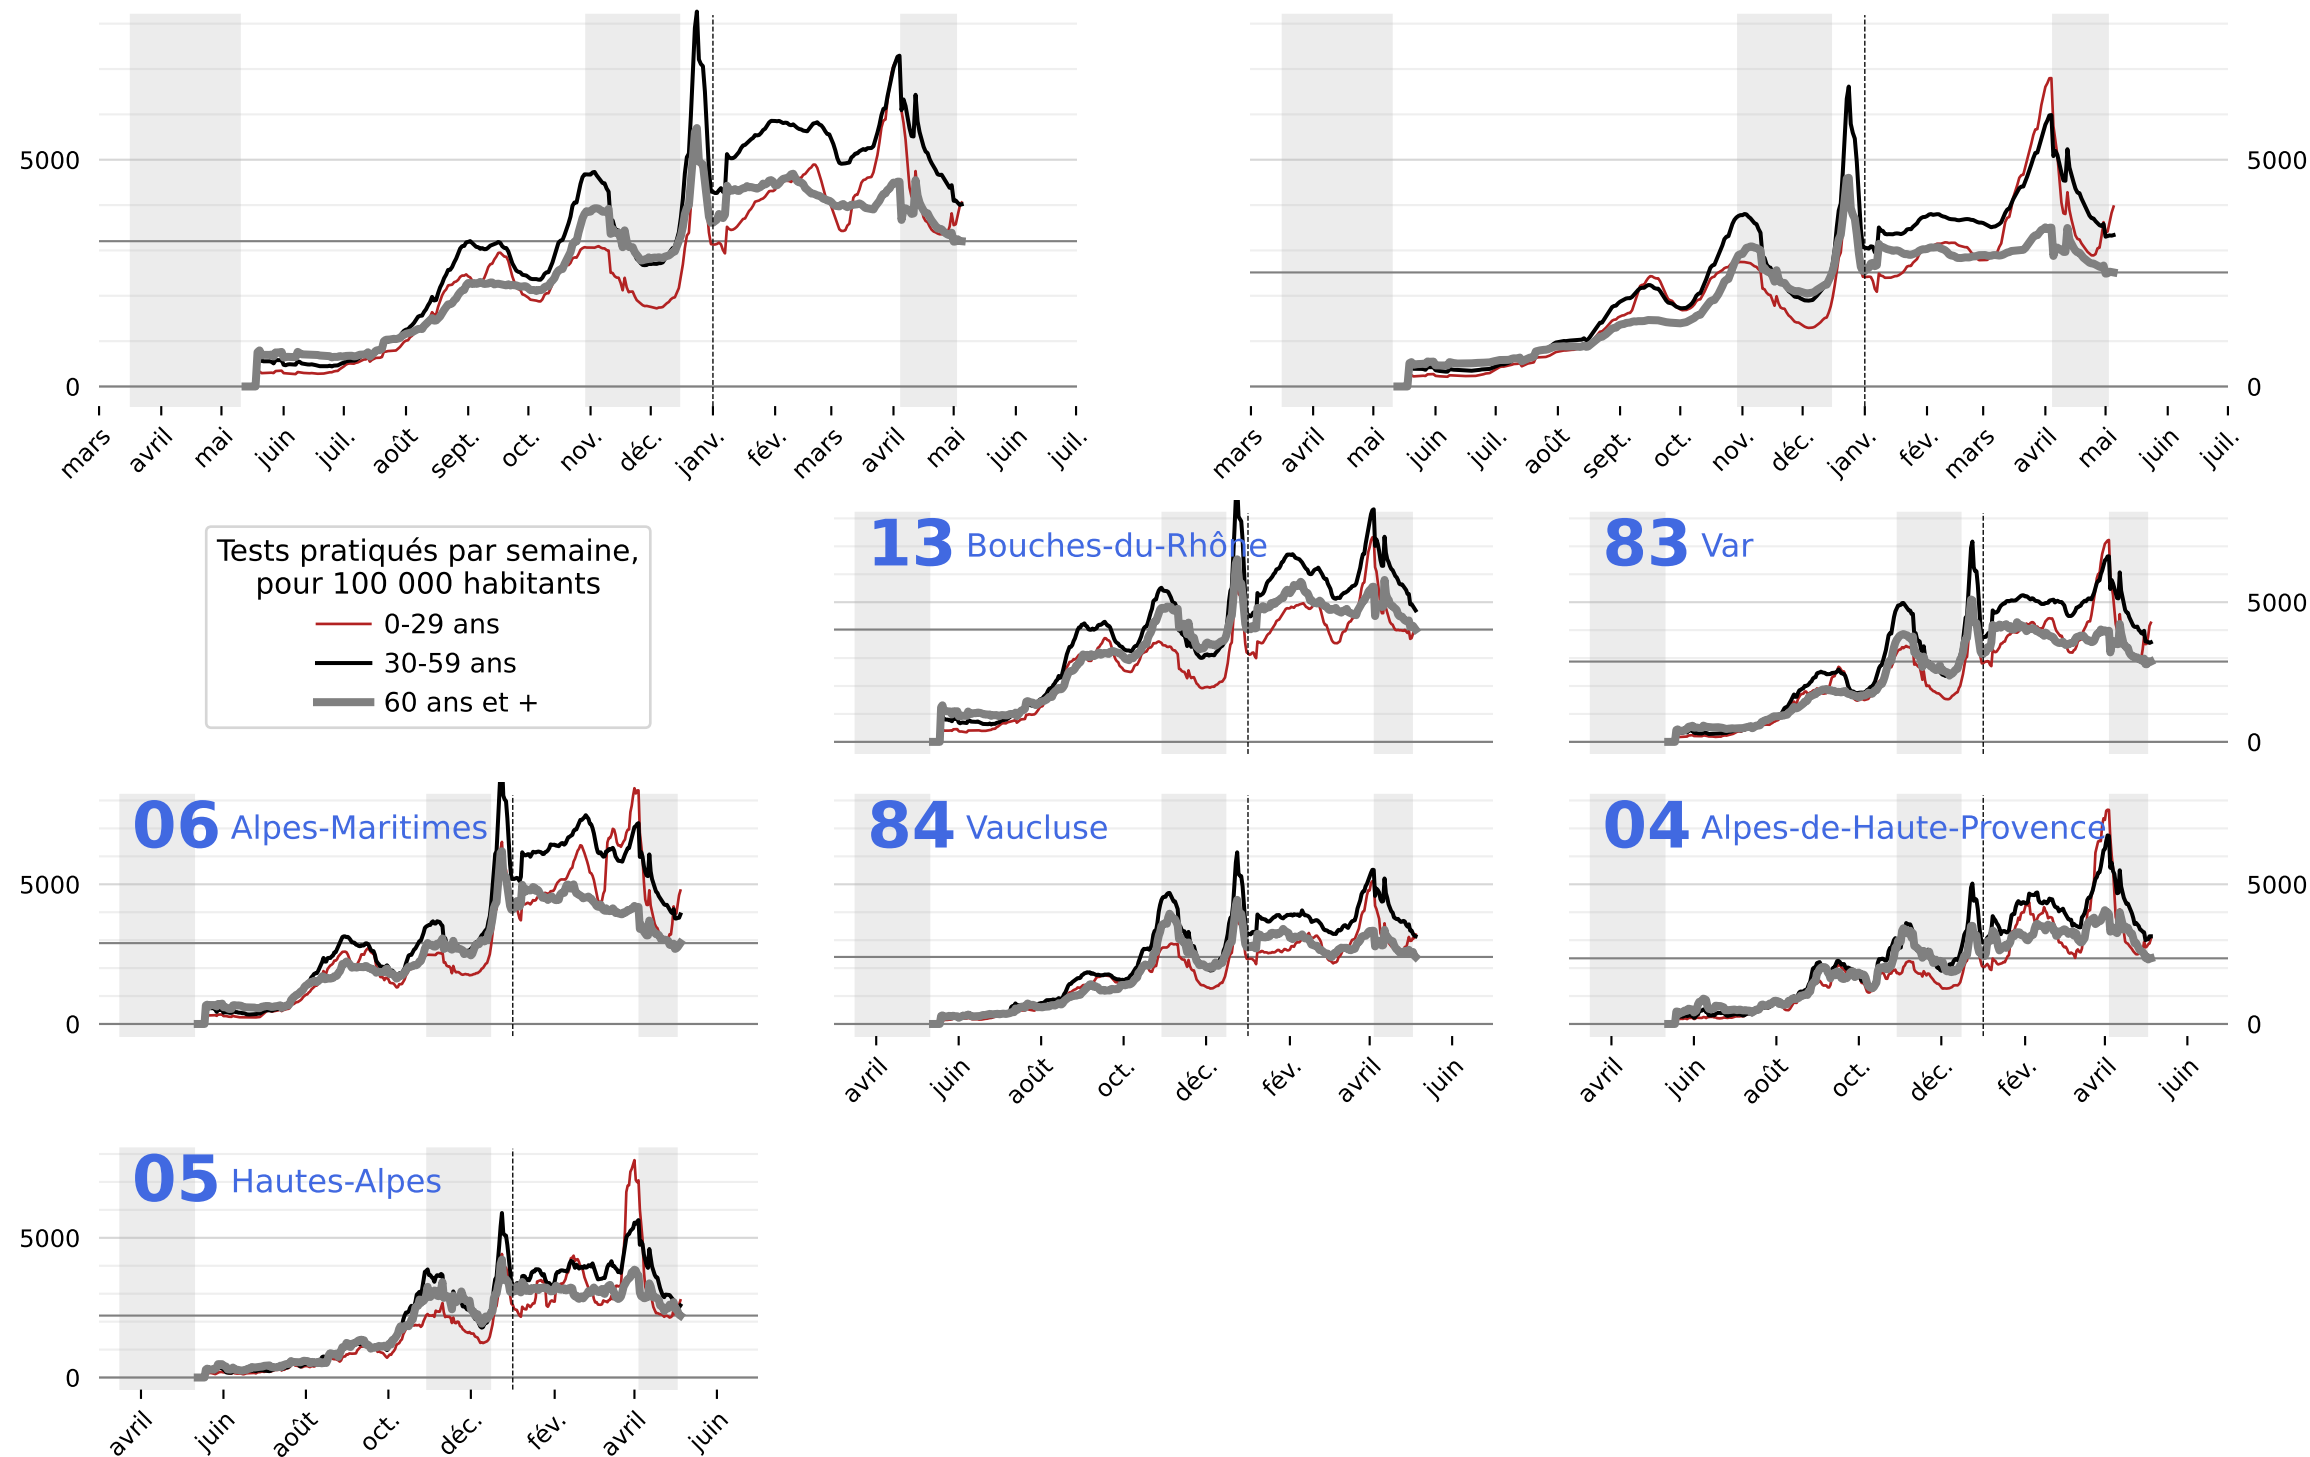 5000
0
mars avril mai juin juil. août sept. oct. nov. déc. janv. fév. mars avril mai juin juil.
5000
0
mars avril mai juin juil. août sept. oct. nov. déc. janv. fév. mars avril mai juin juil.
Tests pratiqués par semaine,
pour 100 000 habitants
0-29 ans
30-59 ans
60 ans et +
13 Bouches-du-Rhône
83 Var
5000
0
06 Alpes-Maritimes
5000
0
84 Vaucluse
avril juin août oct. déc. fév. avril juin
04 Alpes-de-Haute-Provence
5000
0
avril juin août oct. déc. fév. avril juin
05 Hautes-Alpes
5000
0
avril juin août oct. déc. fév. avril juin